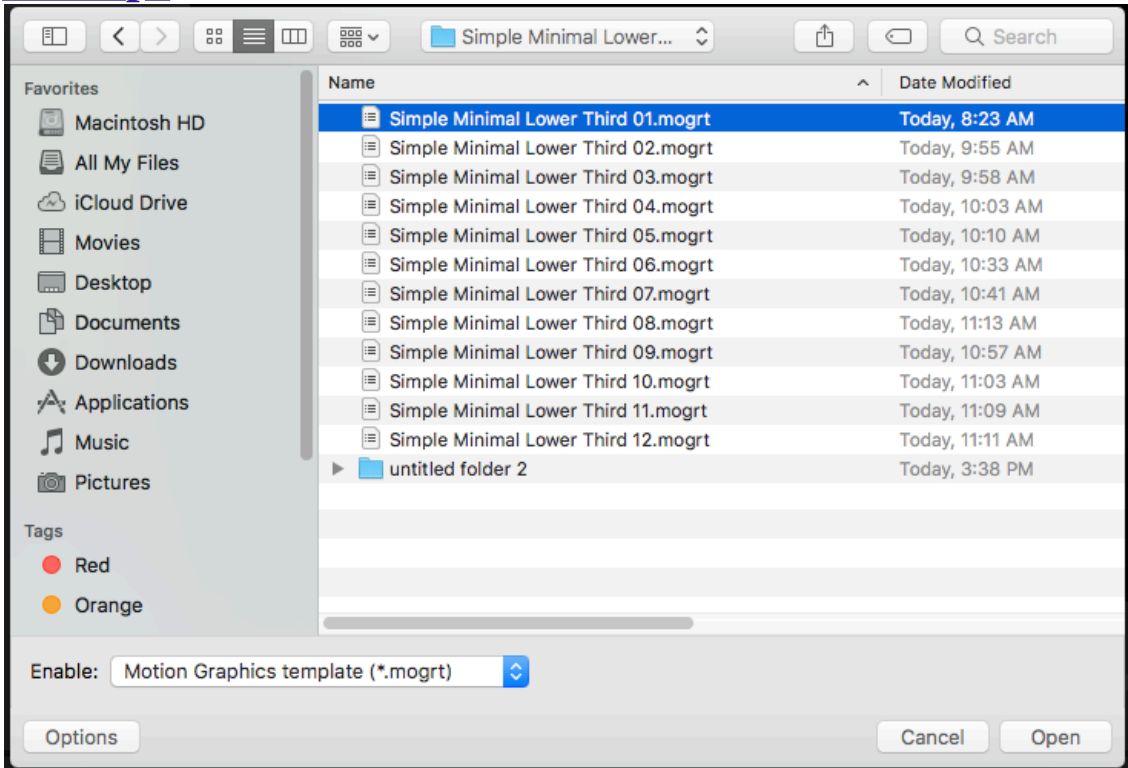 Simple Minimal Lower...
Search
Favorites
Macintosh HD
All My Files
iCloud Drive
Movies
Desktop
Documents
Downloads
Applications
Music
Pictures
Tags
Red
Orange
Name Date Modified
Simple Minimal Lower Third 01.mogrt Today, 8:23 AM
Simple Minimal Lower Third 02.mogrt Today, 9:55 AM
Simple Minimal Lower Third 03.mogrt Today, 9:58 AM
Simple Minimal Lower Third 04.mogrt Today, 10:03 AM
Simple Minimal Lower Third 05.mogrt Today, 10:10 AM
Simple Minimal Lower Third 06.mogrt Today, 10:33 AM
Simple Minimal Lower Third 07.mogrt Today, 10:41 AM
Simple Minimal Lower Third 08.mogrt Today, 11:13 AM
Simple Minimal Lower Third 09.mogrt Today, 10:57 AM
Simple Minimal Lower Third 10.mogrt Today, 11:03 AM
Simple Minimal Lower Third 11.mogrt Today, 11:09 AM
Simple Minimal Lower Third 12.mogrt Today, 11:11 AM
untitled folder 2 Today, 3:38 PM
Enable: Motion Graphics template (*.mogrt)
Options Cancel Open